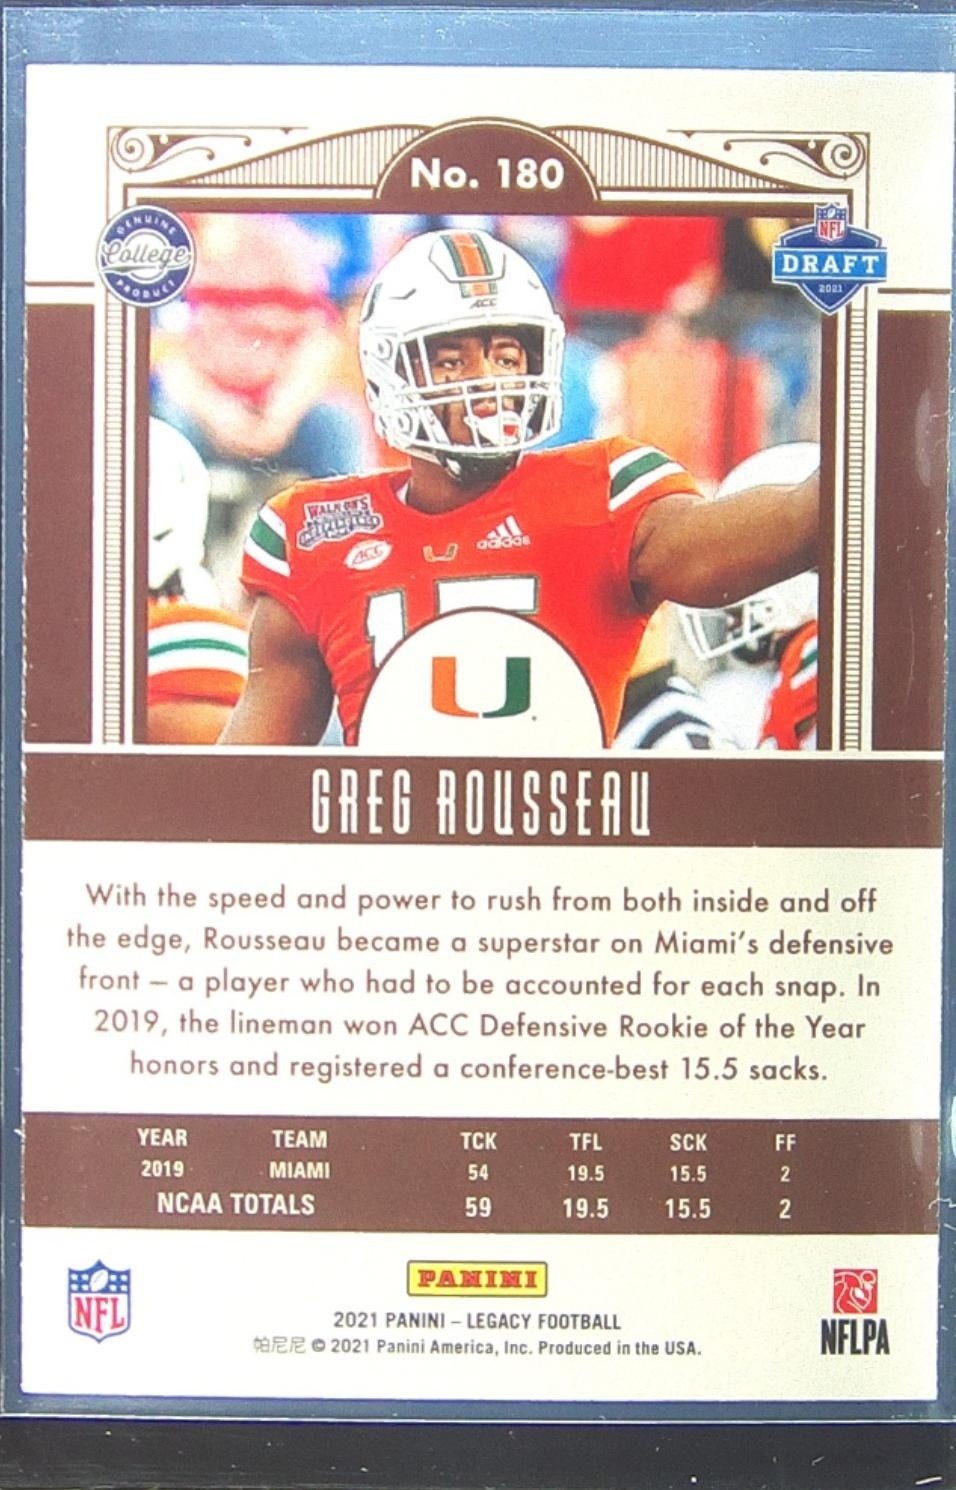 No. 180
GENUINE
College
PRODUCT
NFL
DRAFT
2021
ACC
WALK-ON'S
INDEPENDENCE
BOWL
ACC
adidas
15
U
GREG ROUSSEAU
With the speed and power to rush from both inside and off
the edge, Rousseau became a superstar on Miami's defensive
front – a player who had to be accounted for each snap. In
2019, the lineman won ACC Defensive Rookie of the Year
honors and registered a conference-best 15.5 sacks.
YEAR TEAM TCK TFL SCK FF
2019 MIAMI 54 19.5 15.5 2
NCAA TOTALS 59 19.5 15.5 2
NFL
PANINI
2021 PANINI – LEGACY FOOTBALL
帕尼尼 © 2021 Panini America, Inc. Produced in the USA.
NFLPA